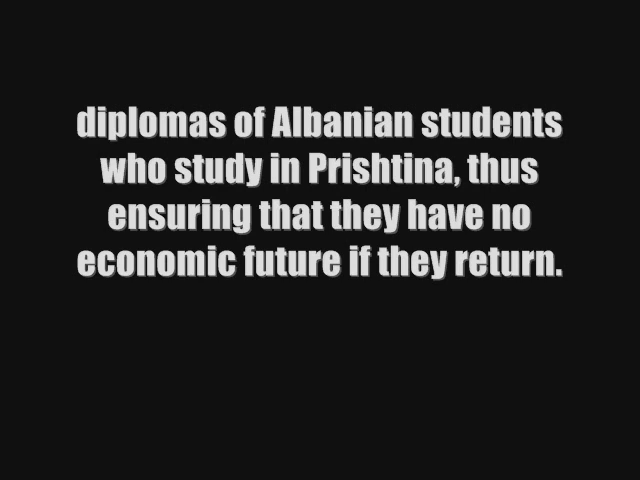 diplomas of Albanian students
who study in Prishtina, thus
ensuring that they have no
economic future if they return.